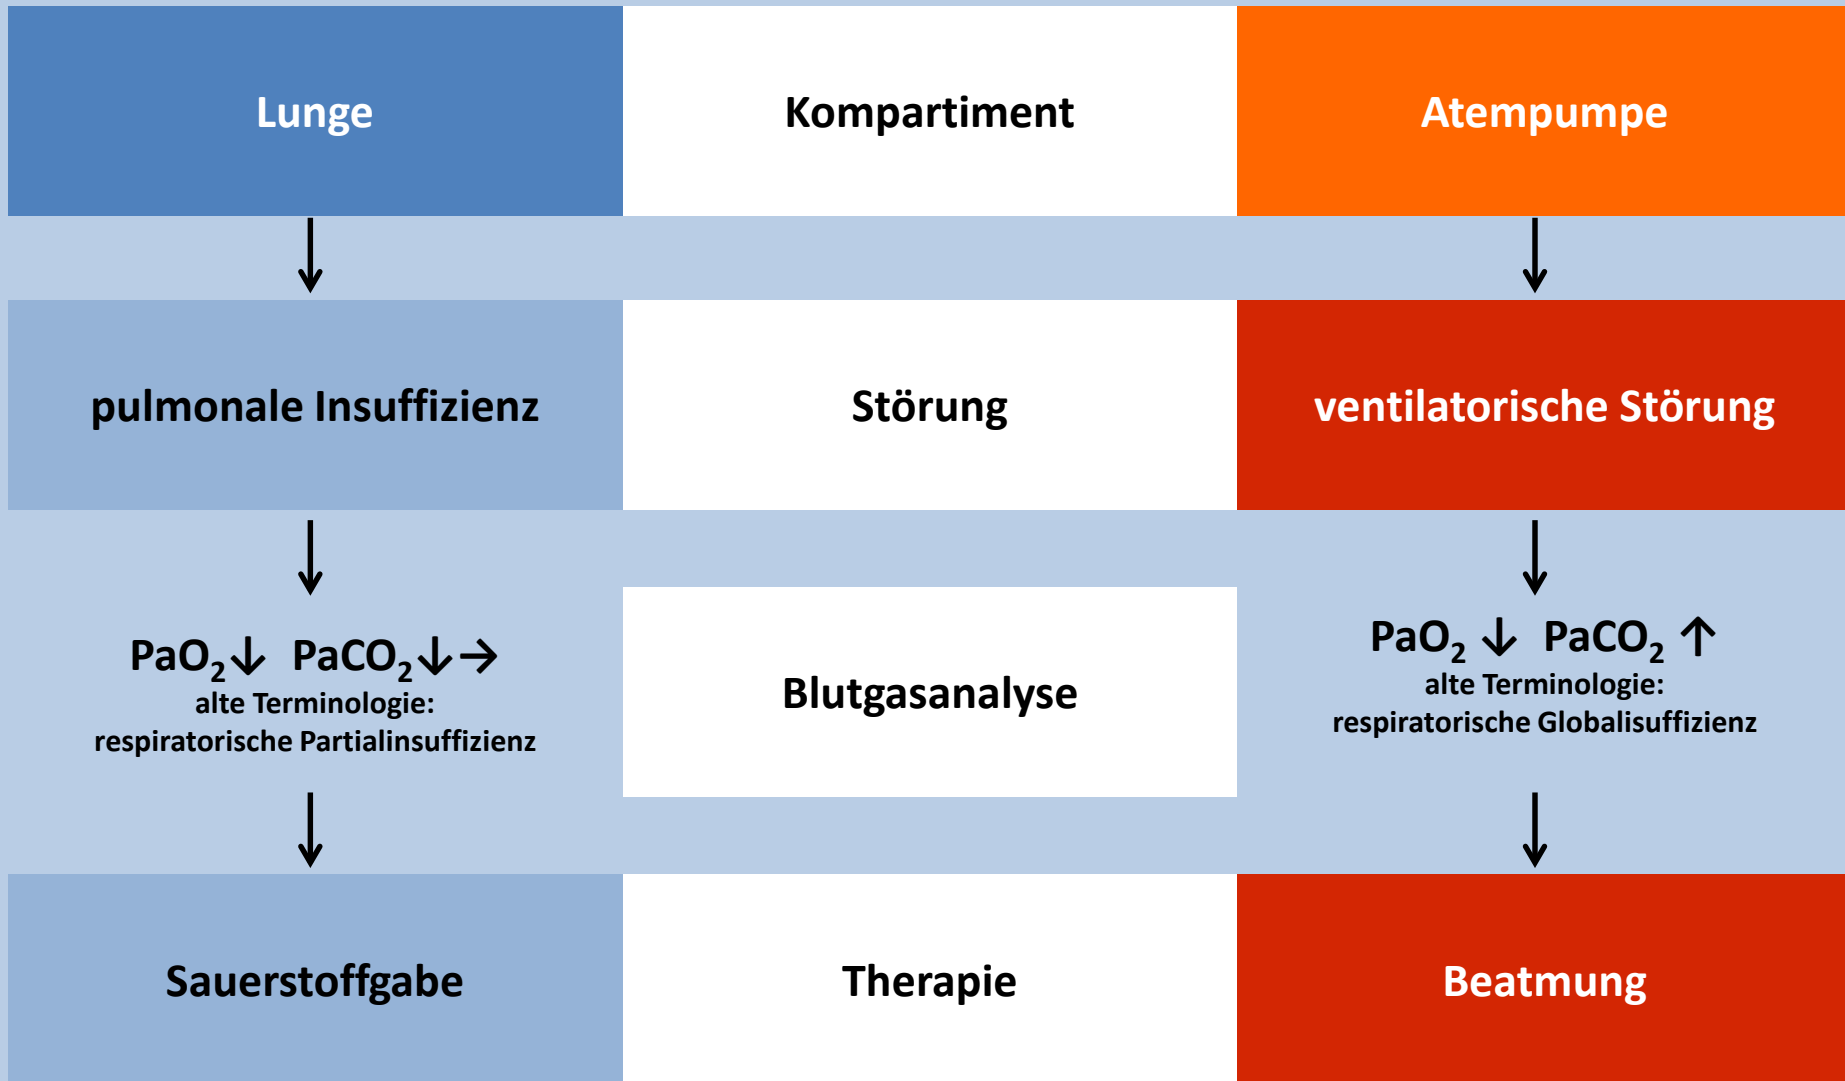 Lunge
Kompartiment
Atempumpe
pulmonale Insuffizienz
Störung
ventilatorische Störung
PaO₂↓ PaCO₂↓→
alte Terminologie:
respiratorische Partialinsuffizienz
Blutgasanalyse
PaO₂ ↓ PaCO₂ ↑
alte Terminologie:
respiratorische Globalisuffizienz
Sauerstoffgabe
Therapie
Beatmung